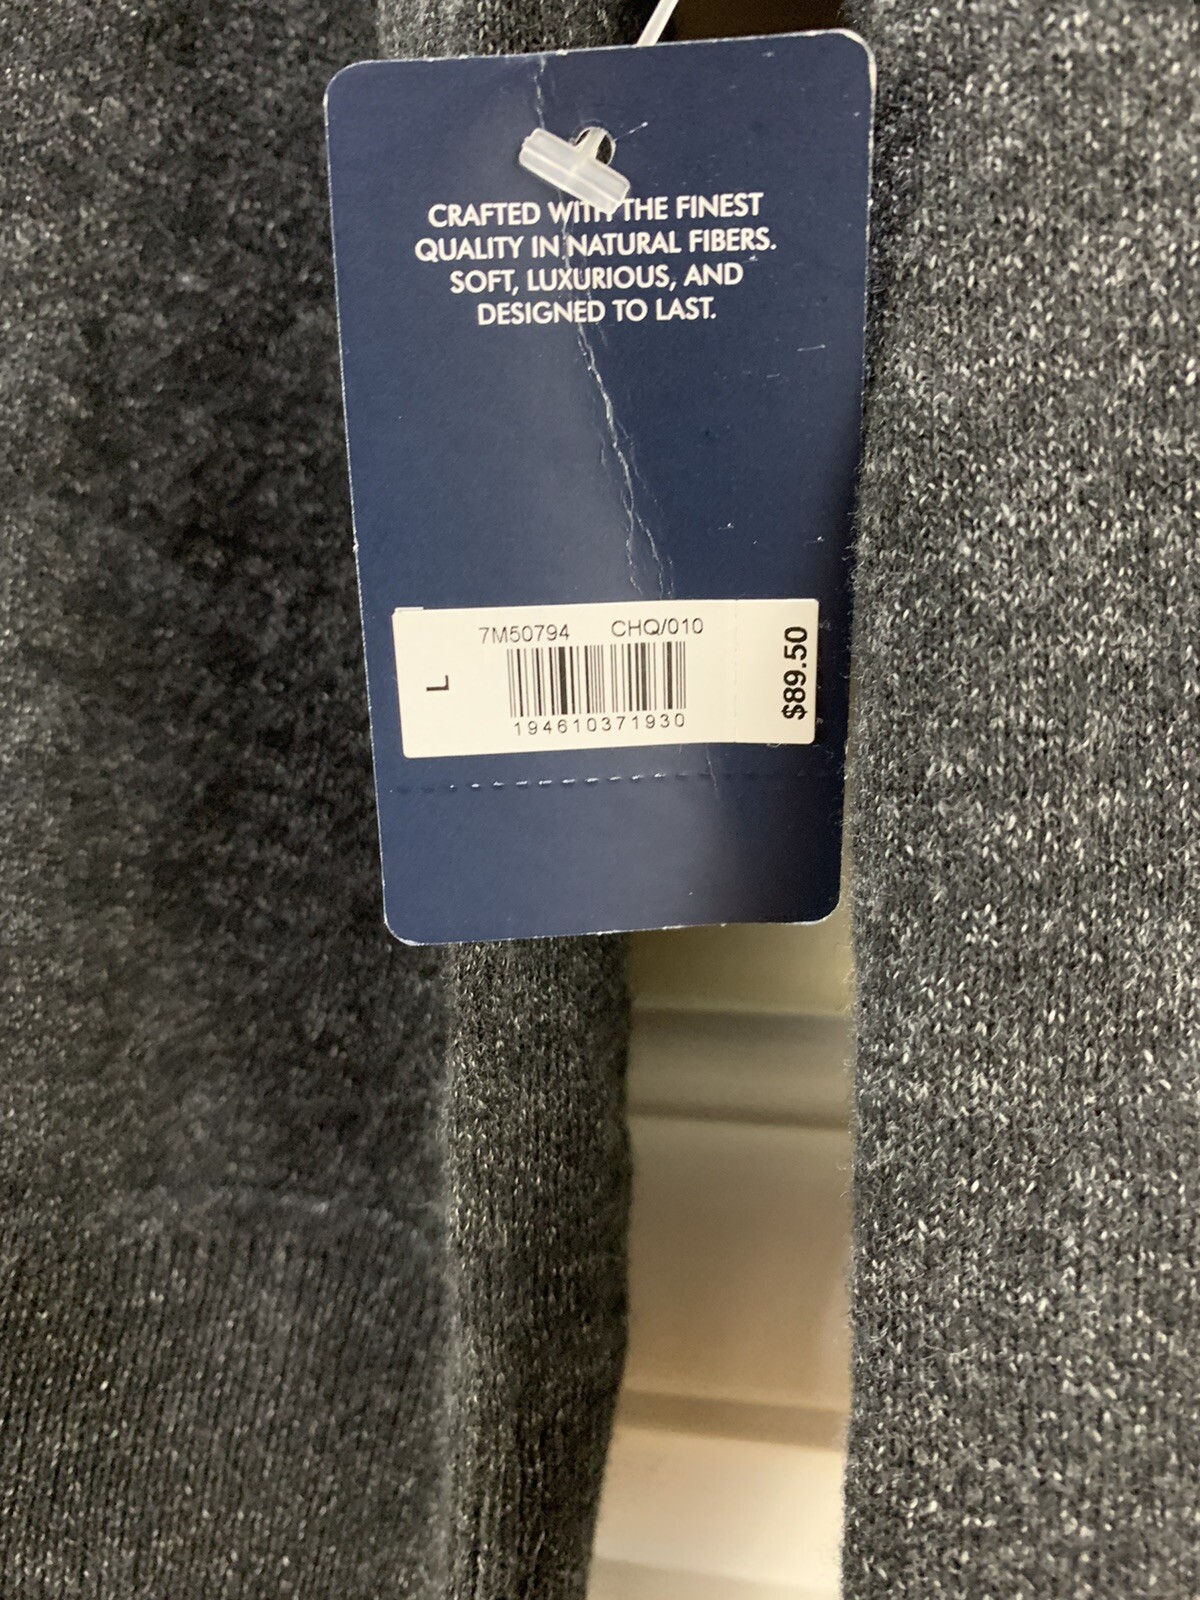 CRAFTED WITH THE FINEST
QUALITY IN NATURAL FIBERS.
SOFT, LUXURIOUS, AND
DESIGNED TO LAST.
7M50794 CHQ/010
L
194610371930
$89.50